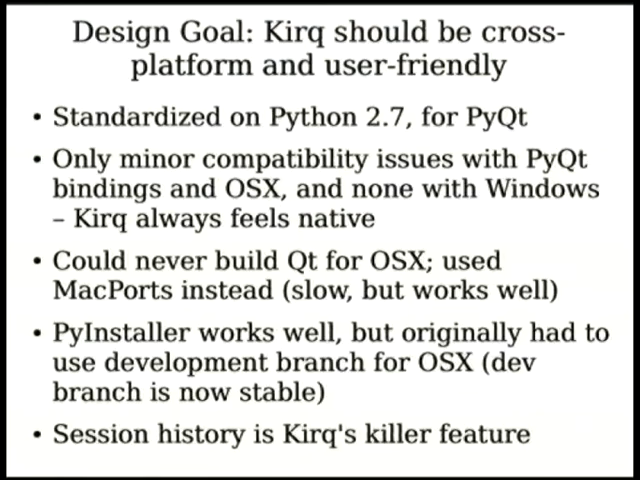 Design Goal: Kirq should be cross-
platform and user-friendly
• Standardized on Python 2.7, for PyQt
• Only minor compatibility issues with PyQt
bindings and OSX, and none with Windows
– Kirq always feels native
• Could never build Qt for OSX; used
MacPorts instead (slow, but works well)
• PyInstaller works well, but originally had to
use development branch for OSX (dev
branch is now stable)
• Session history is Kirq's killer feature